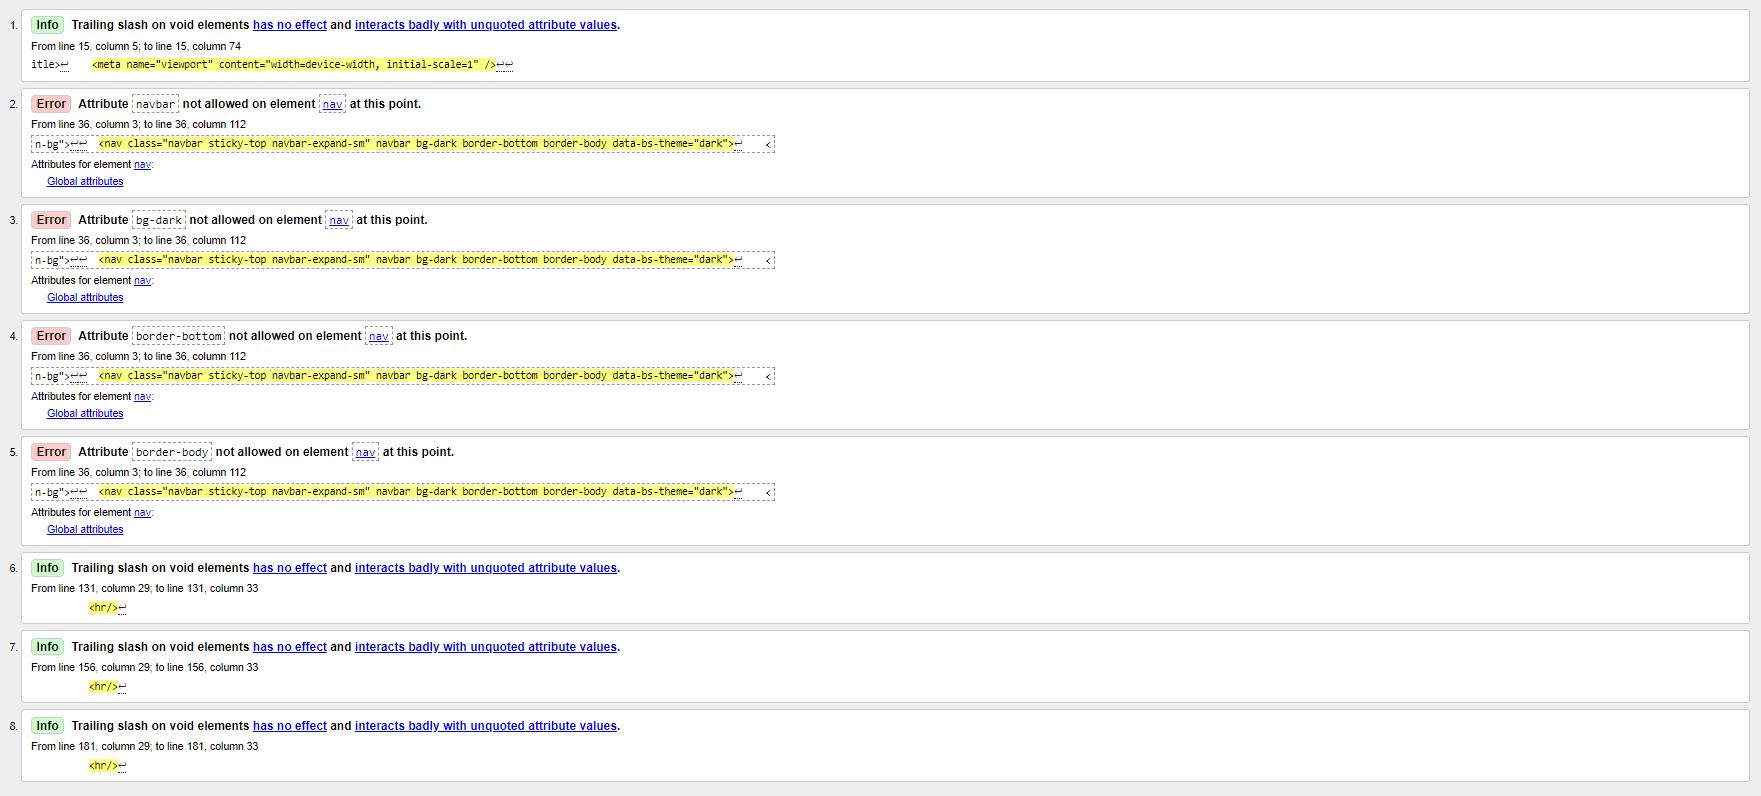 1. Info Trailing slash on void elements has no effect and interacts badly with unquoted attribute values.
From line 15, column 5; to line 15, column 74
itle>↩    <meta name="viewport" content="width=device-width, initial-scale=1" />↩↩
2. Error Attribute navbar not allowed on element nav at this point.
From line 36, column 3; to line 36, column 112
n-bg">↩↩  <nav class="navbar sticky-top navbar-expand-sm" navbar bg-dark border-bottom border-body data-bs-theme="dark">↩    <
Attributes for element nav:
Global attributes
3. Error Attribute bg-dark not allowed on element nav at this point.
From line 36, column 3; to line 36, column 112
n-bg">↩↩  <nav class="navbar sticky-top navbar-expand-sm" navbar bg-dark border-bottom border-body data-bs-theme="dark">↩    <
Attributes for element nav:
Global attributes
4. Error Attribute border-bottom not allowed on element nav at this point.
From line 36, column 3; to line 36, column 112
n-bg">↩↩  <nav class="navbar sticky-top navbar-expand-sm" navbar bg-dark border-bottom border-body data-bs-theme="dark">↩    <
Attributes for element nav:
Global attributes
5. Error Attribute border-body not allowed on element nav at this point.
From line 36, column 3; to line 36, column 112
n-bg">↩↩  <nav class="navbar sticky-top navbar-expand-sm" navbar bg-dark border-bottom border-body data-bs-theme="dark">↩    <
Attributes for element nav:
Global attributes
6. Info Trailing slash on void elements has no effect and interacts badly with unquoted attribute values.
From line 131, column 29; to line 131, column 33
<hr/>↩
7. Info Trailing slash on void elements has no effect and interacts badly with unquoted attribute values.
From line 156, column 29; to line 156, column 33
<hr/>↩
8. Info Trailing slash on void elements has no effect and interacts badly with unquoted attribute values.
From line 181, column 29; to line 181, column 33
<hr/>↩